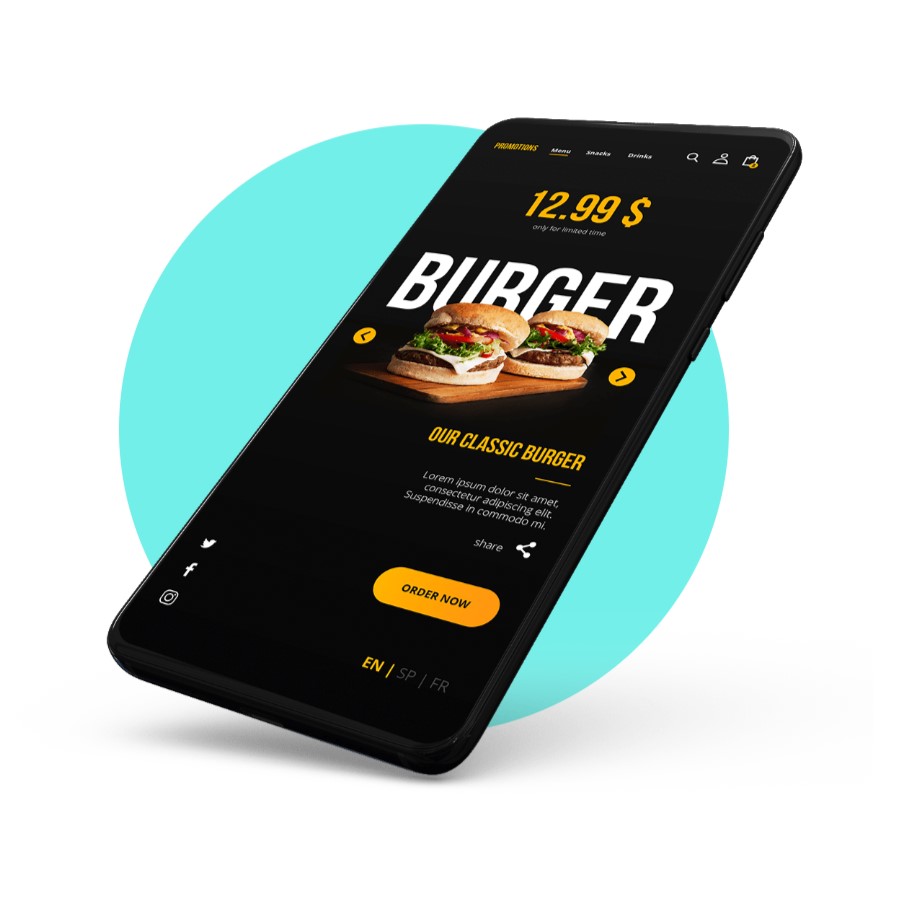 PROMOTIONS Menu Snacks Drinks
12.99 $
only for limited time
BURGER
OUR CLASSIC BURGER
Lorem ipsum dolor sit amet,
consectetur adipiscing elit.
Suspendisse in commodo mi.
share
ORDER NOW
EN | SP | FR